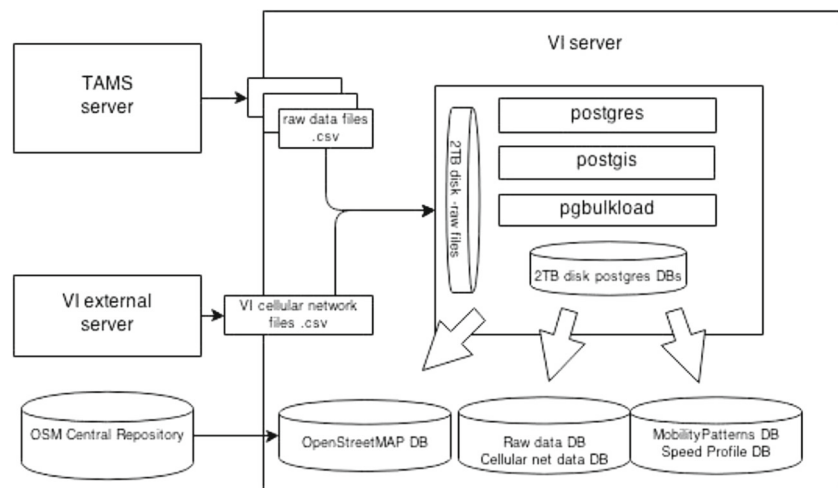 VI server
TAMS
server
raw data files
.csv
2TB disk -raw files
postgres
postgis
pgbulkload
2TB disk postgres DBs
VI external
server
VI cellular network
files .csv
OSM Central Repository
OpenStreetMAP DB
Raw data DB
Cellular net data DB
MobilityPatterns DB
Speed Profile DB